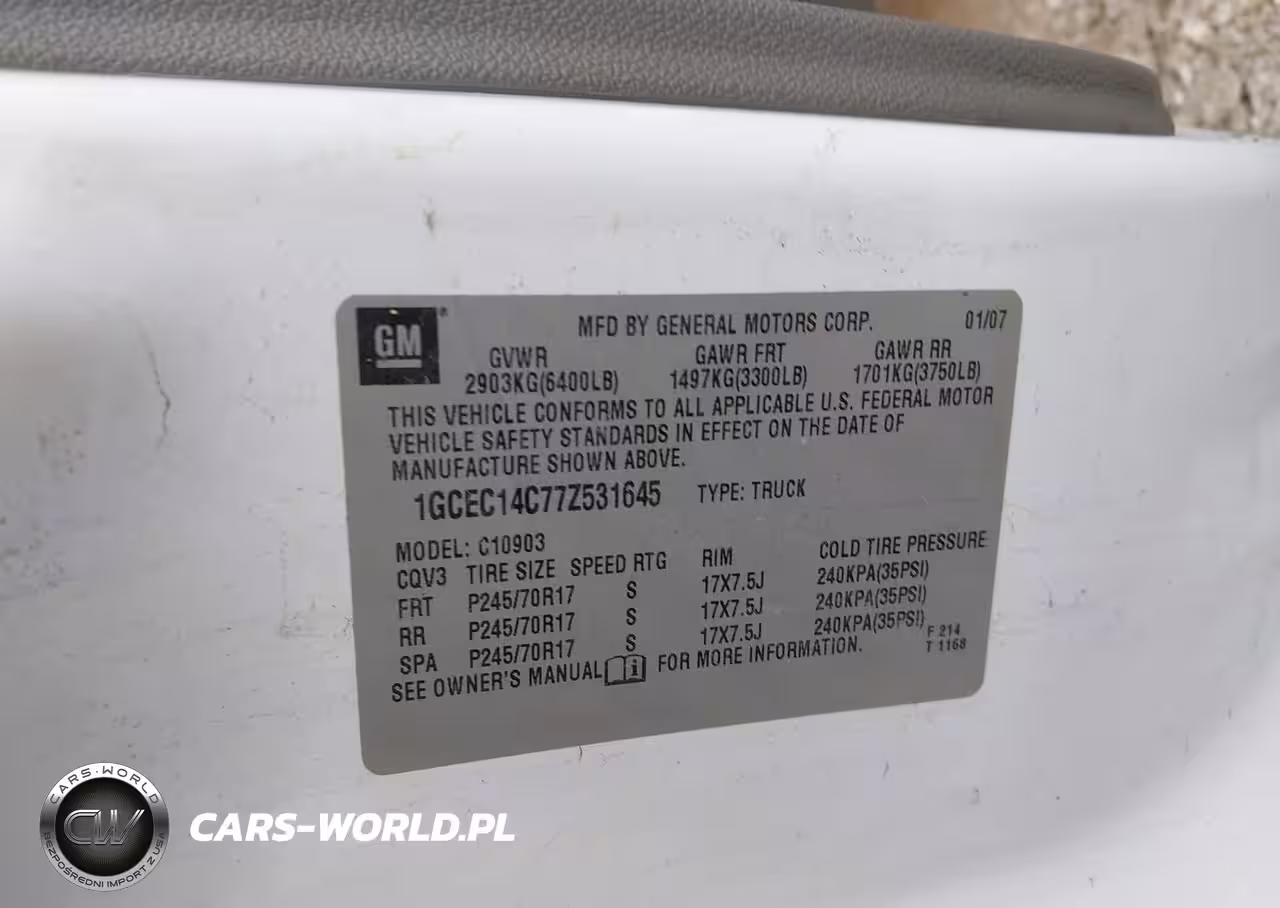 GM
MFD BY GENERAL MOTORS CORP. 01/07
GVWR GAWR FRT GAWR RR
2903KG(6400LB) 1497KG(3300LB) 1701KG(3750LB)
THIS VEHICLE CONFORMS TO ALL APPLICABLE U.S. FEDERAL MOTOR
VEHICLE SAFETY STANDARDS IN EFFECT ON THE DATE OF
MANUFACTURE SHOWN ABOVE.
1GCEC14C77Z531645 TYPE: TRUCK
MODEL: C10903
CQV3 TIRE SIZE SPEED RTG RIM COLD TIRE PRESSURE
FRT P245/70R17 S 17X7.5J 240KPA(35PSI)
RR P245/70R17 S 17X7.5J 240KPA(35PSI)
SPA P245/70R17 S 17X7.5J 240KPA(35PSI)
SEE OWNER'S MANUAL FOR MORE INFORMATION.
F 214
T 1168
CARS-WORLD
CW
BEZPOŚREDNI IMPORT Z USA
CARS-WORLD.PL